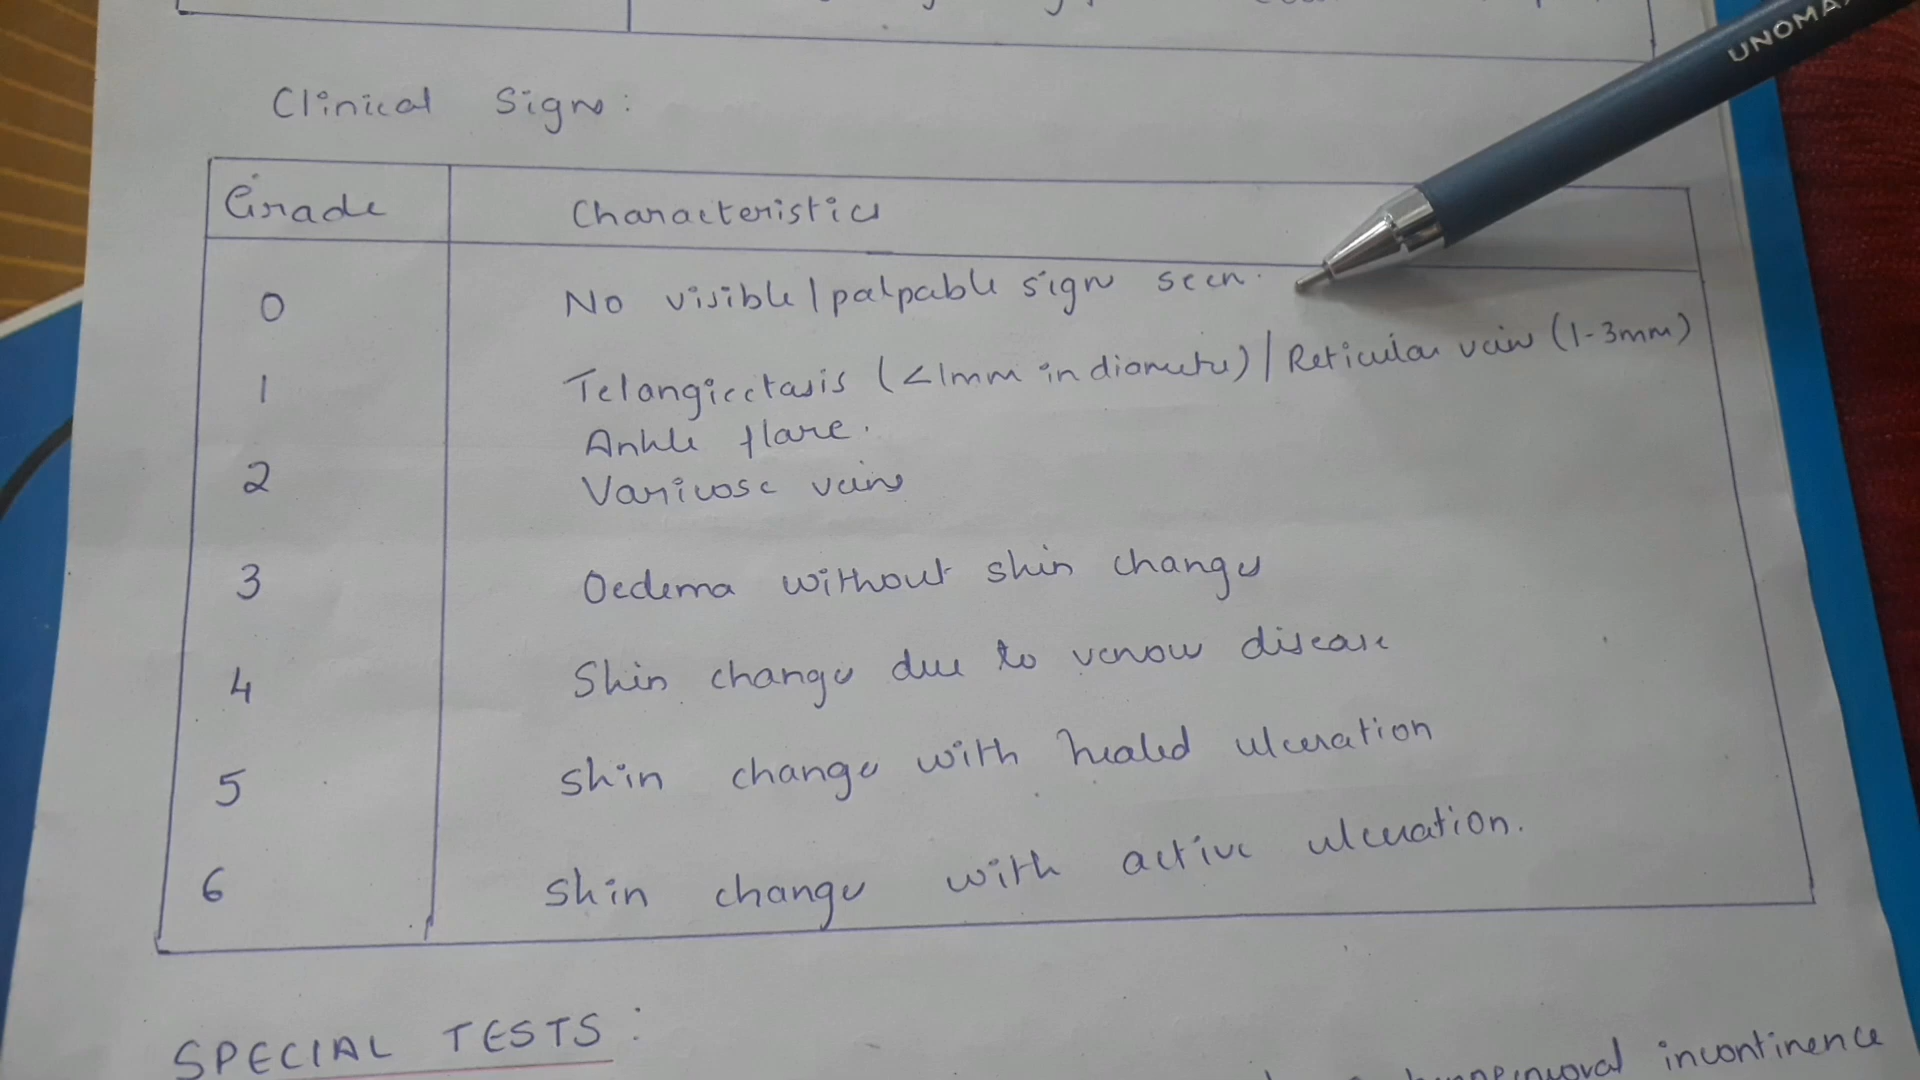 UNOMA
Clinical Signs:
Grade Characteristics
0 No visible/palpable signs seen.
1 Telangiectasis (<1mm in diameter) / Reticular veins (1-3mm)
Ankle flare.
2 Varicose veins
3 Oedema without skin changes
4 Skin changes due to venous disease
5 Skin changes with healed ulceration
6 Skin changes with active ulceration.
SPECIAL TESTS:
incontinence